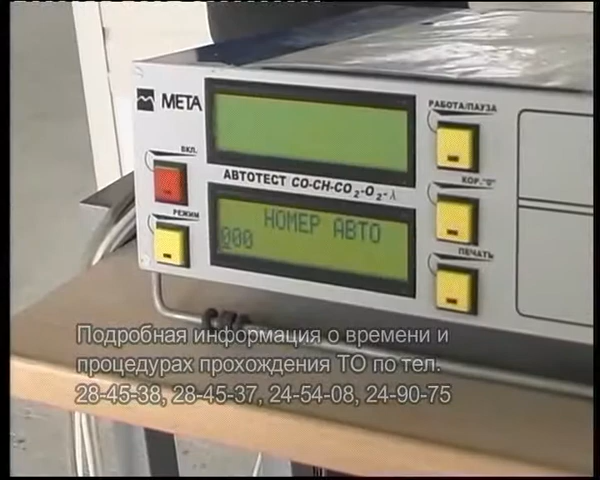 МЕТА
РАБОТА/ПАУЗА
ВКЛ.
АВТОТЕСТ CO-CH-CO2-O2-λ
КОР."0"
РЕЖИМ
НОМЕР АВТО
000
ПЕЧАТЬ
Подробная информация о времени и
процедурах прохождения ТО по тел.
28-45-38, 28-45-37, 24-54-08, 24-90-75